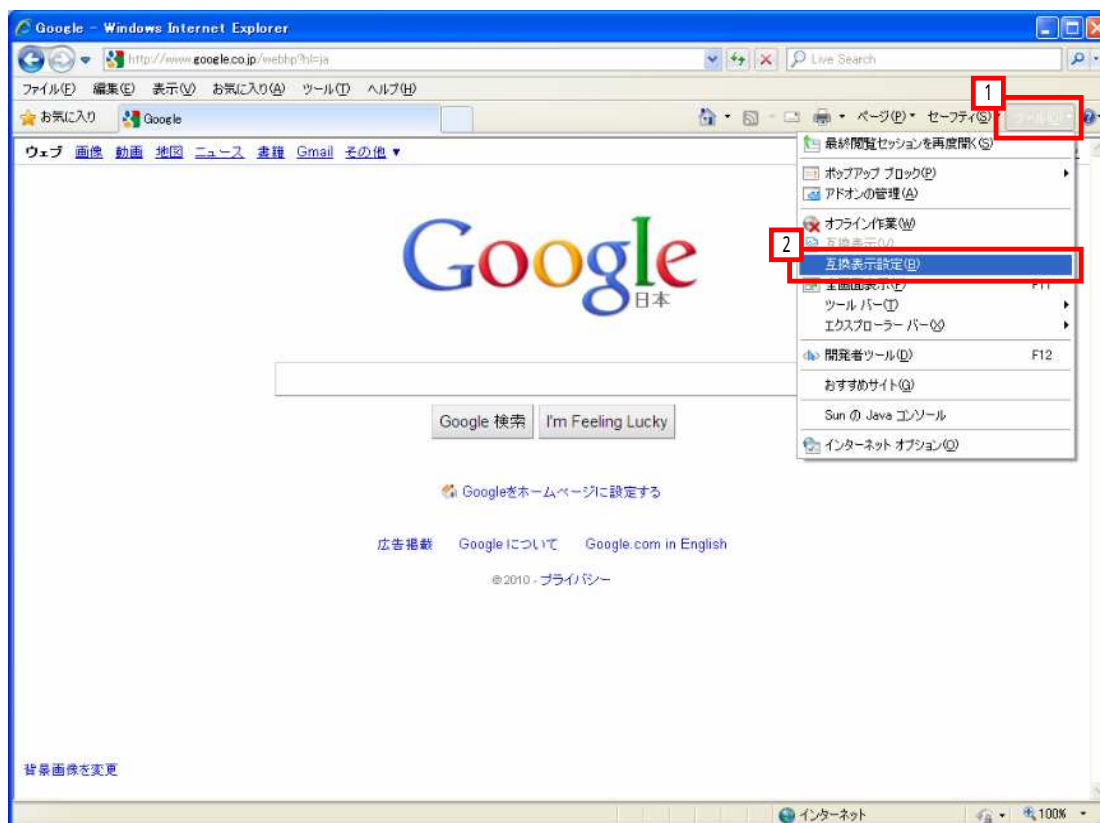 Google - Windows Internet Explorer
http://www.google.co.jp/webhp?hl=ja
Live Search
ファイル(F) 編集(E) 表示(V) お気に入り(A) ツール(T) ヘルプ(H)
1
お気に入り Google ページ(P) セーフティ(S)
ウェブ 画像 動画 地図 ニュース 書籍 Gmail その他 ▼
最終閲覧セッションを再度開く(S)
ポップアップ ブロック(P)
アドオンの管理(A)
オフライン作業(W)
2
互換表示(V)
互換表示設定(B)
全画面表示(F) F11
ツール バー(T)
エクスプローラー バー(X)
開発者ツール(D) F12
おすすめサイト(G)
Sun の Java コンソール
インターネット オプション(O)
Google
日本
Google 検索 I'm Feeling Lucky
Googleをホームページに設定する
広告掲載 Google について Google.com in English
©2010 - プライバシー
背景画像を変更
インターネット 100%